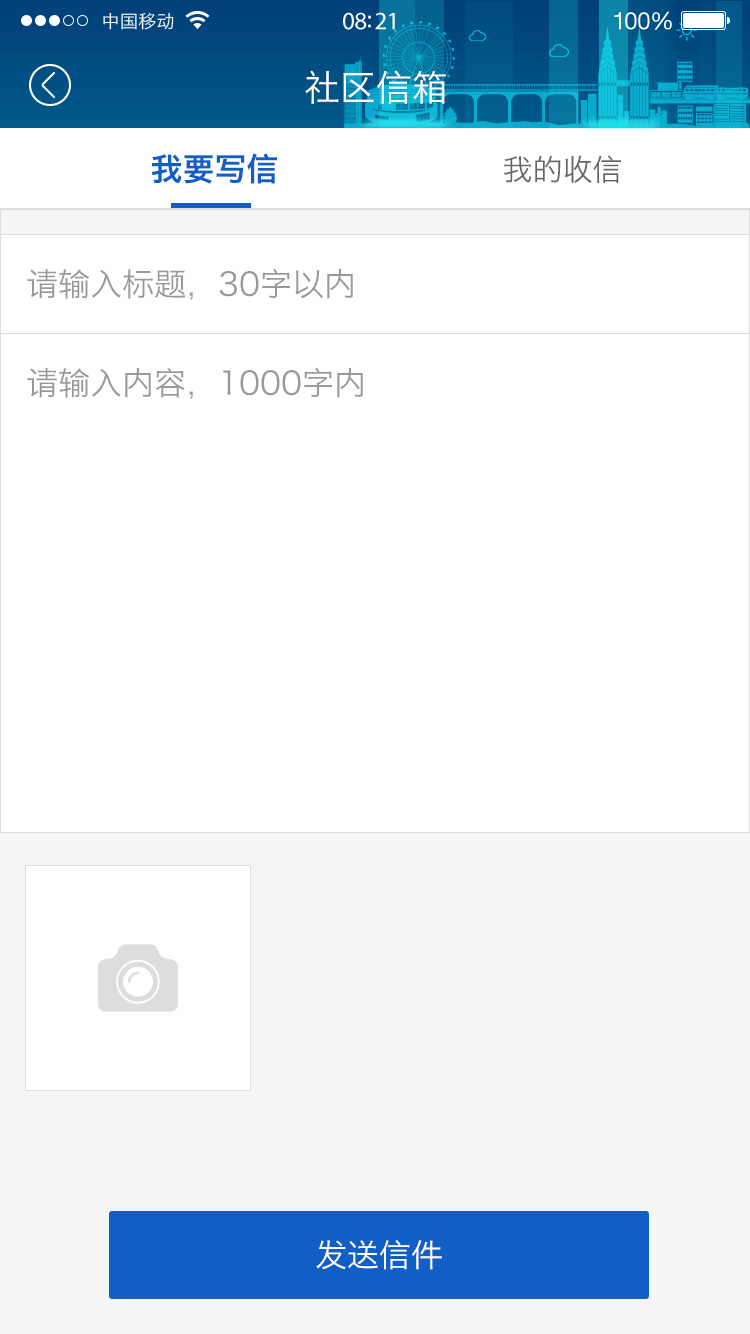 中国移动 08:21 100%
社区信箱
我要写信 我的收信
请输入标题，30字以内
请输入内容，1000字内
发送信件